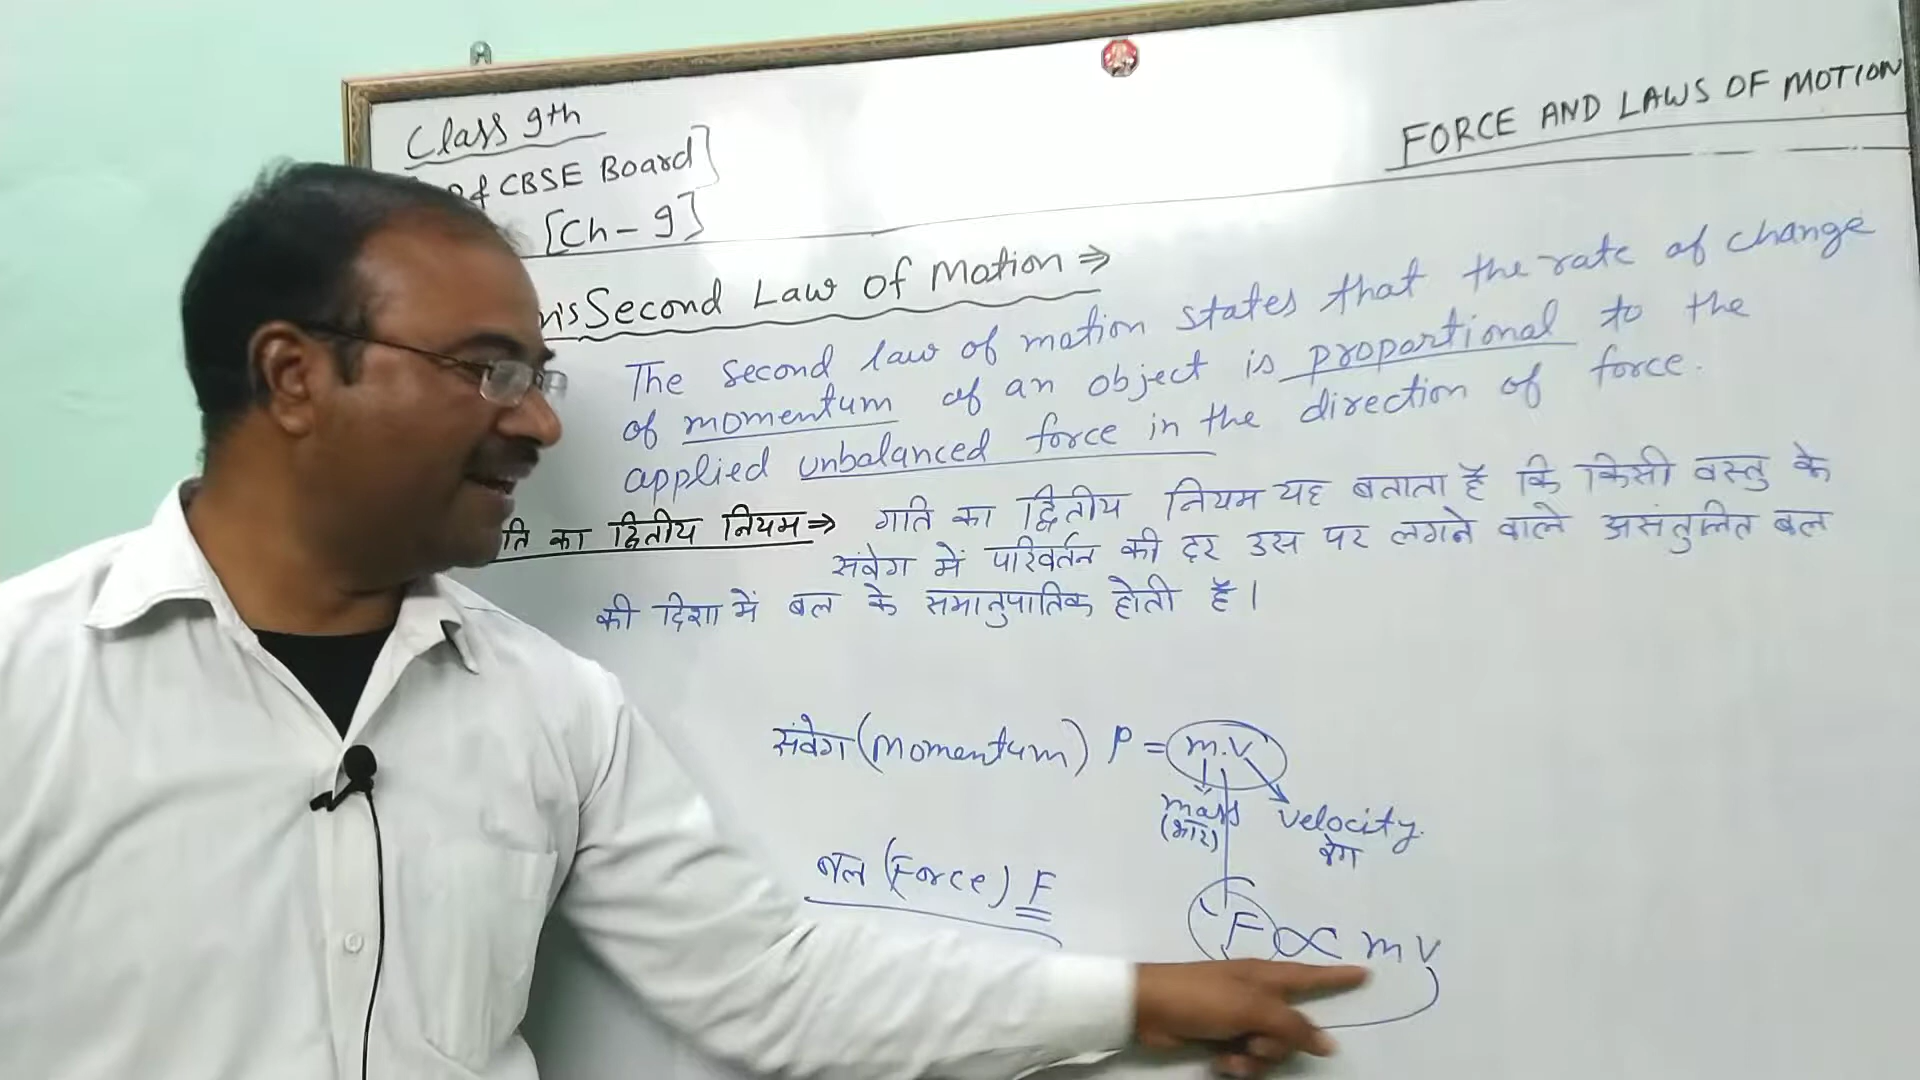 Class 9th
of CBSE Board]
[Ch-9]
FORCE AND LAWS OF MOTION
n's Second Law Of Motion ⇒
The second law of motion states that the rate of change
of momentum of an object is proportional to the
applied unbalanced force in the direction of force.
ति का द्वितीय नियम ⇒ गति का द्वितीय नियम यह बताता है कि किसी वस्तु के
संवेग में परिवर्तन की दर उस पर लगने वाले असंतुलित बल
की दिशा में बल के समानुपातिक होती है।
संवेग (Momentum) P = m.v
mass velocity.
(भार) वेग
बल (Force) F
F ∝ mv